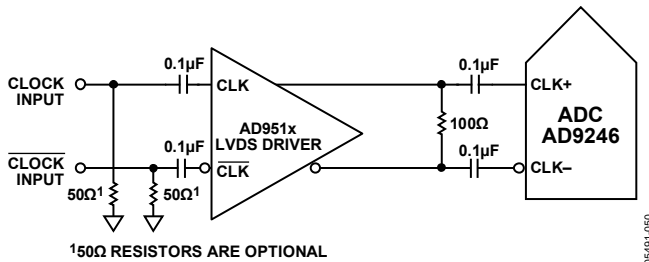 CLOCK
INPUT
0.1µF
CLK
AD951x
LVDS DRIVER
0.1µF
CLK+
ADC
AD9246
100Ω
CLOCK
INPUT
0.1µF
CLK
0.1µF
CLK–
50Ω¹
50Ω¹
¹50Ω RESISTORS ARE OPTIONAL
05491-050